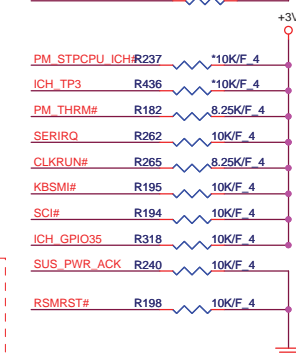 +3V
PM_STPCPU_ICH# R237 *10K/F_4
ICH_TP3 R436 *10K/F_4
PM_THRM# R182 8.25K/F_4
SERIRQ R262 10K/F_4
CLKRUN# R265 8.25K/F_4
KBSMI# R195 10K/F_4
SCI# R194 10K/F_4
ICH_GPIO35 R318 10K/F_4
SUS_PWR_ACK R240 10K/F_4
RSMRST# R198 10K/F_4